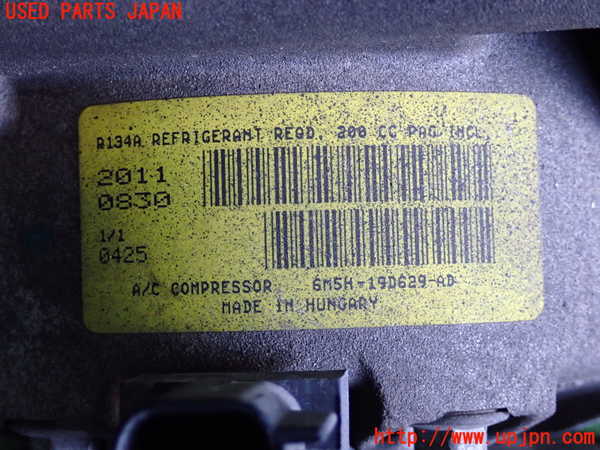 USED PARTS JAPAN
R134A REFRIGERANT REQD. 200 CC PAG INCL.
2011
0830
1/1
0425
A/C COMPRESSOR 6M5H-19D629-AD
MADE IN HUNGARY
http://www.upjpn.com/